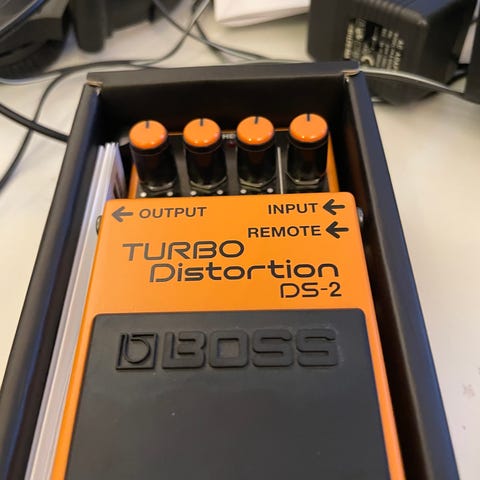 ← OUTPUT
INPUT ←
REMOTE ←
TURBO
Distortion
DS-2
BOSS